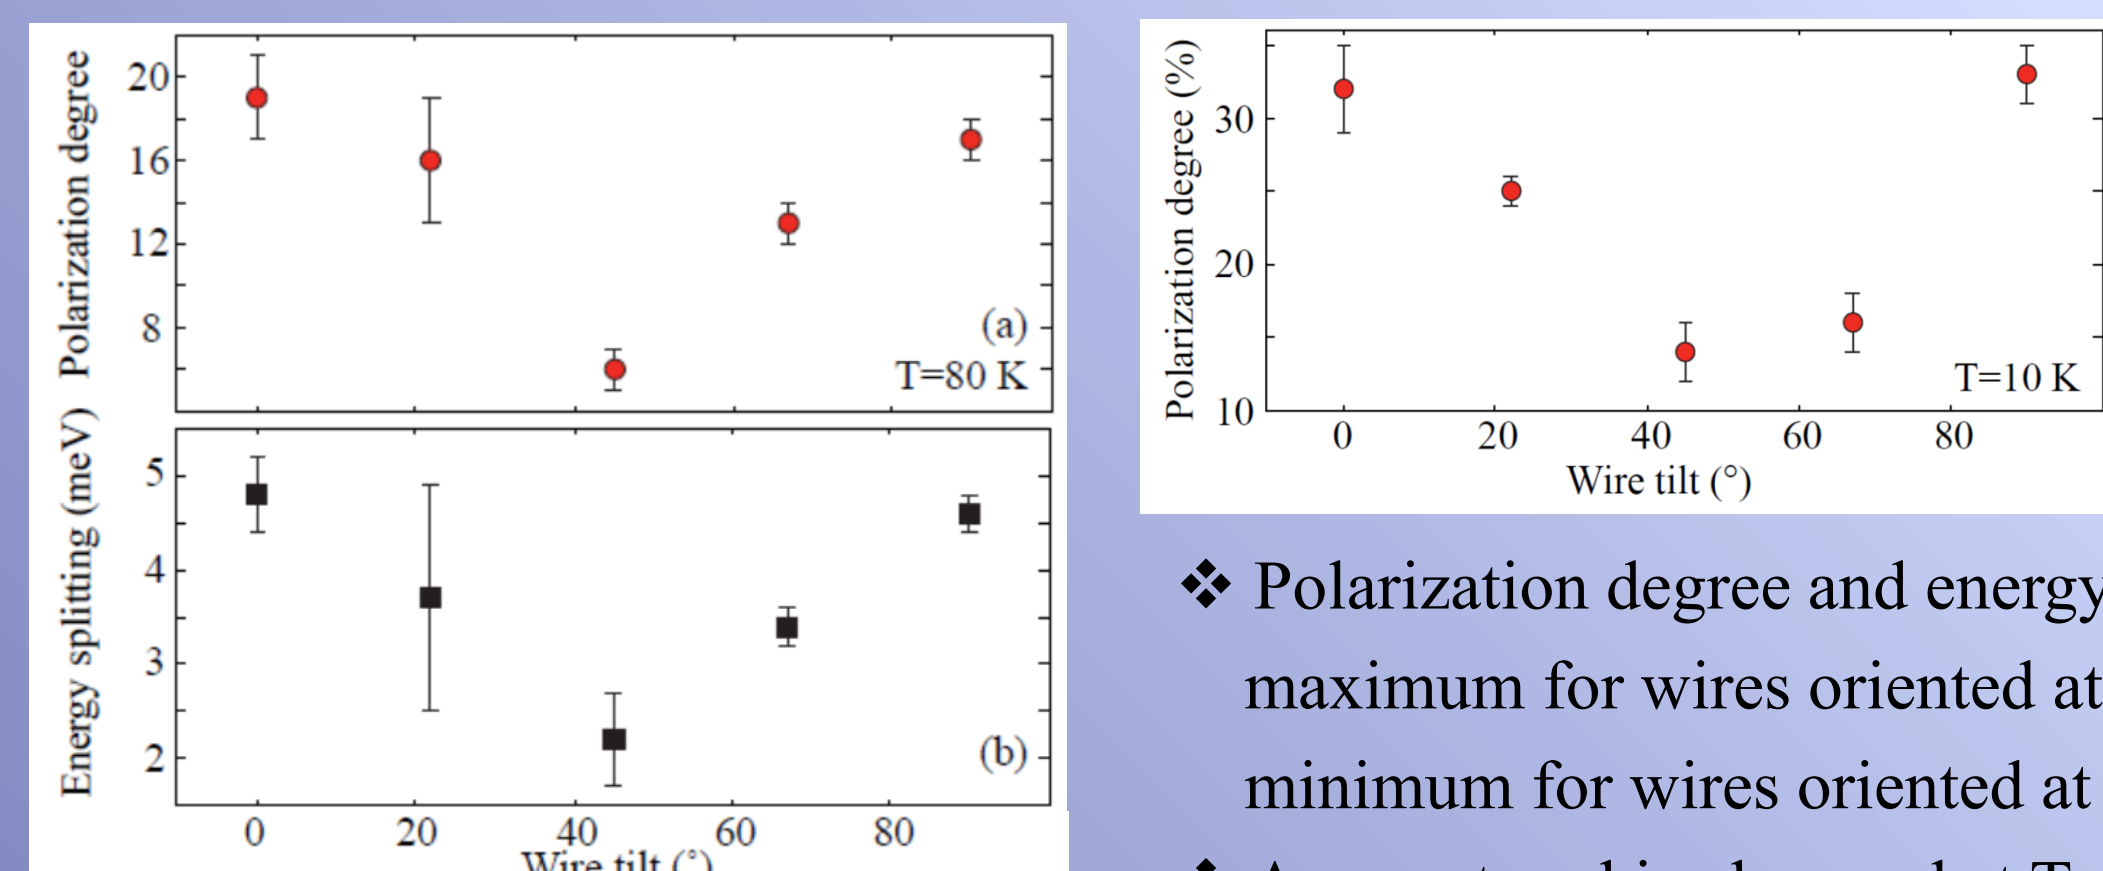 Polarization degree
20
16
12
8
(a)
T=80 K
Energy splitting (meV)
5
4
3
2
(b)
0 20 40 60 80
Wire tilt (°)
Polarization degree (%)
30
20
10
T=10 K
0 20 40 60 80
Wire tilt (°)
❖ Polarization degree and energy
maximum for wires oriented at
minimum for wires oriented at